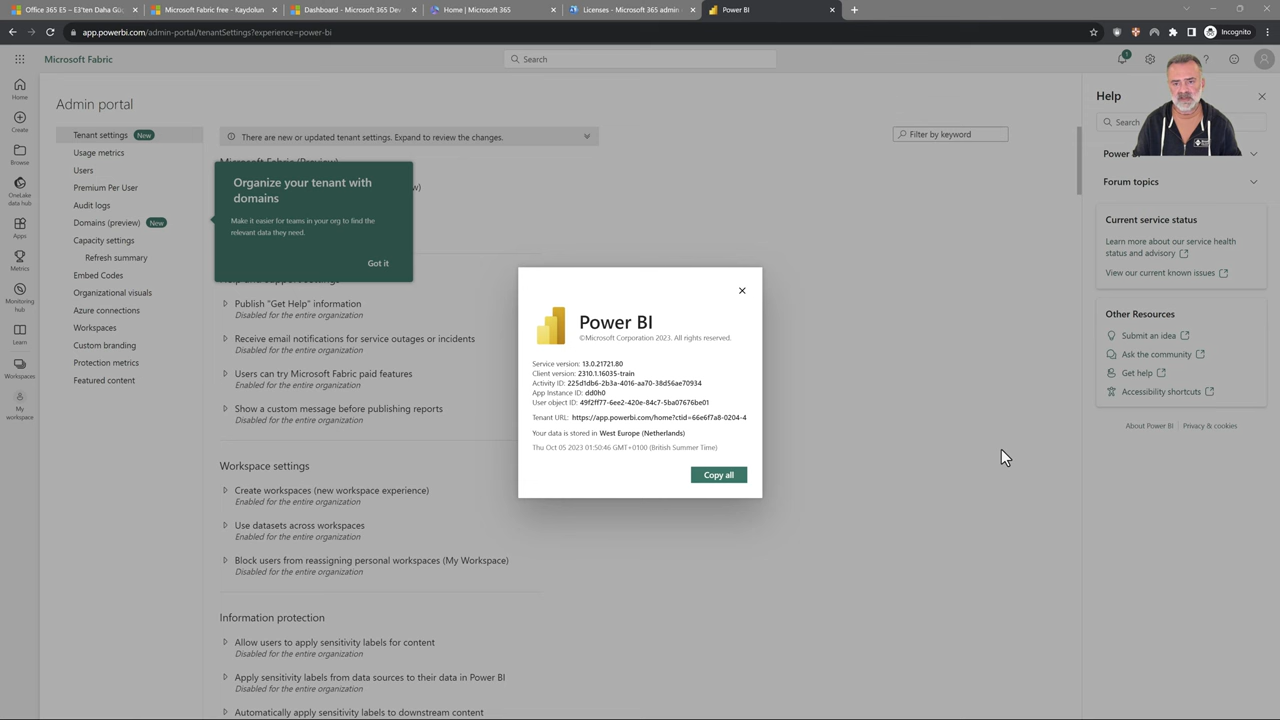 Office 365 E5 – E3'ten Daha Güç
Microsoft Fabric free - Kaydolun
Dashboard - Microsoft 365 Dev
Home | Microsoft 365
Licenses - Microsoft 365 admin
Power BI
app.powerbi.com/admin-portal/tenantSettings?experience=power-bi
Incognito
Microsoft Fabric
Search
1
Home
Create
Browse
OneLake
data hub
Apps
Metrics
Monitoring
hub
Learn
Workspaces
My
workspace
Admin portal
Tenant settings New
Usage metrics
Users
Premium Per User
Audit logs
Domains (preview) New
Capacity settings
Refresh summary
Embed Codes
Organizational visuals
Azure connections
Workspaces
Custom branding
Protection metrics
Featured content
There are new or updated tenant settings. Expand to review the changes.
Filter by keyword
Microsoft Fabric (Preview)
Organize your tenant with
domains
Make it easier for teams in your org to find the
relevant data they need.
Got it
Help and support settings
Publish "Get Help" information
Disabled for the entire organization
Receive email notifications for service outages or incidents
Disabled for the entire organization
Users can try Microsoft Fabric paid features
Enabled for the entire organization
Show a custom message before publishing reports
Disabled for the entire organization
Workspace settings
Create workspaces (new workspace experience)
Enabled for the entire organization
Use datasets across workspaces
Enabled for the entire organization
Block users from reassigning personal workspaces (My Workspace)
Disabled for the entire organization
Information protection
Allow users to apply sensitivity labels for content
Disabled for the entire organization
Apply sensitivity labels from data sources to their data in Power BI
Disabled for the entire organization
Automatically apply sensitivity labels to downstream content
Power BI
©Microsoft Corporation 2023. All rights reserved.
Service version: 13.0.21721.80
Client version: 2310.1.16035-train
Activity ID: 225d1db6-2b3a-4016-aa70-38d56ae70934
App Instance ID: dd0h0
User object ID: 49f2ff77-6ee2-420e-84c7-5ba07676be01
Tenant URL: https://app.powerbi.com/home?ctid=66e6f7a8-0204-4
Your data is stored in West Europe (Netherlands)
Thu Oct 05 2023 01:50:46 GMT+0100 (British Summer Time)
Copy all
Help
Search
Power B
Forum topics
Current service status
Learn more about our service health
status and advisory
View our current known issues
Other Resources
Submit an idea
Ask the community
Get help
Accessibility shortcuts
About Power BI
Privacy & cookies